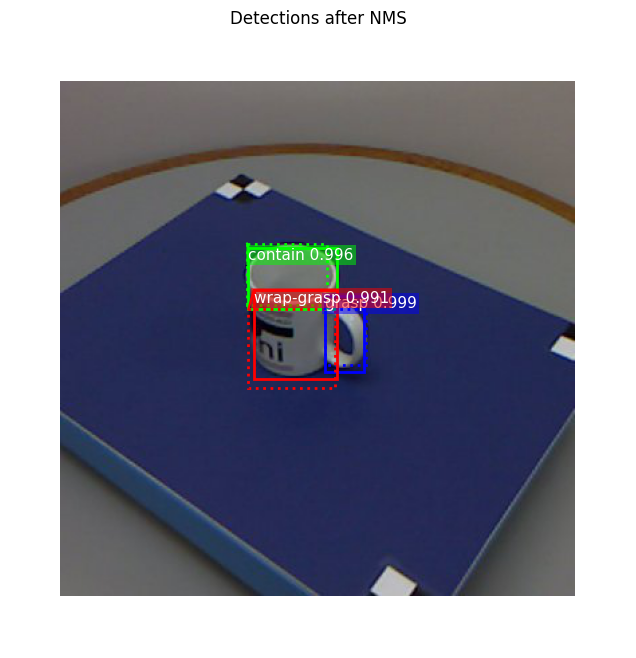 Detections after NMS
contain 0.996
wrap-grasp 0.991
grasp 0.999
ni